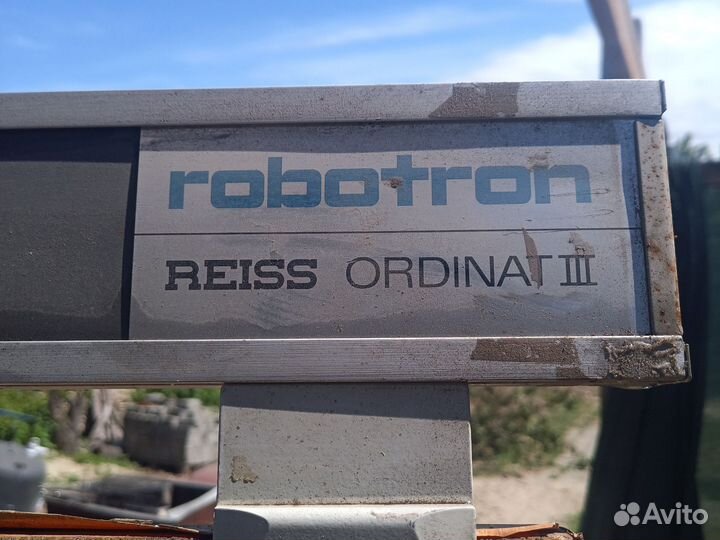 robotron
REISS ORDINAT III
Avito